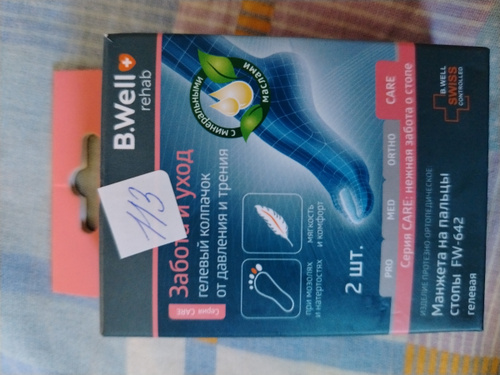 B.Well
rehab
с минеральными
маслами
113
Забота и уход
гелевый колпачок
от давления и трения
Серия CARE
мягкость
и комфорт
при мозолях
и натертостях
2 шт.
PRO MED ORTHO CARE
Серия CARE: нежная забота о стопе
ИЗДЕЛИЕ ПРОТЕЗНО-ОРТОПЕДИЧЕСКОЕ
Манжета на пальцы
стопы FW-642
гелевая
B.WELL
SWISS
CONTROLLED